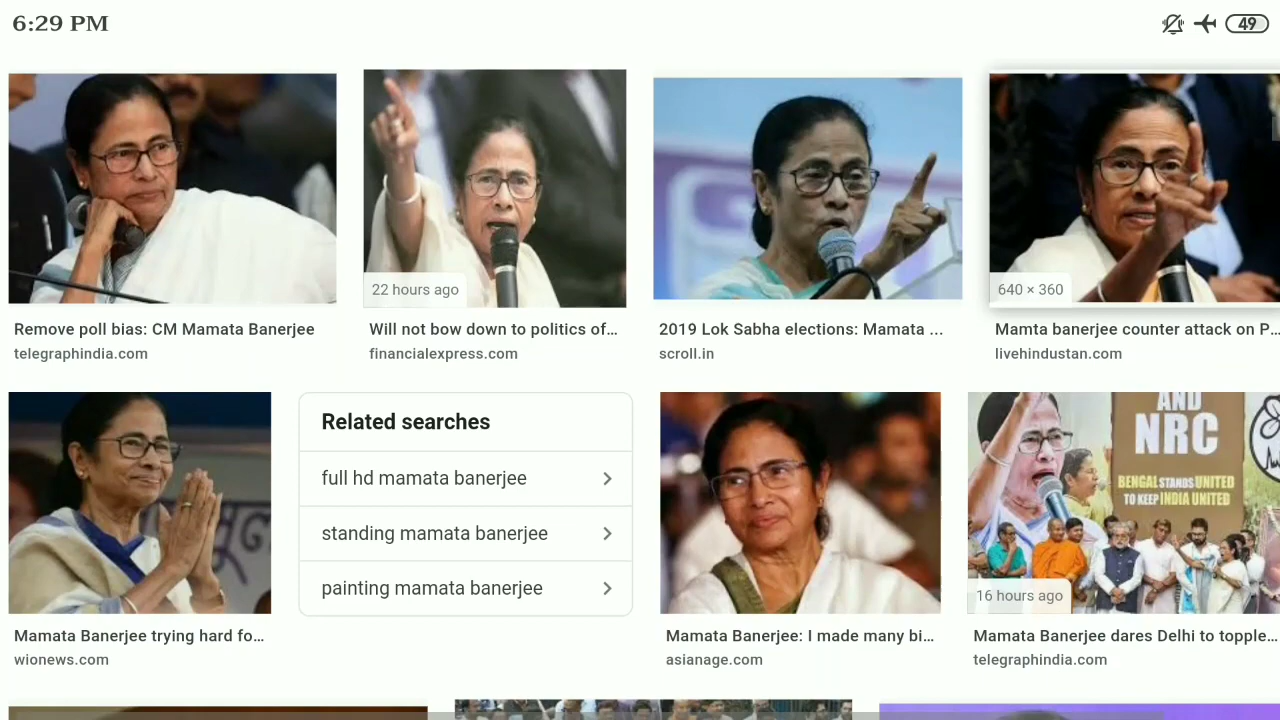 6:29 PM
49
22 hours ago
640 × 360
Remove poll bias: CM Mamata Banerjee
telegraphindia.com
Will not bow down to politics of...
financialexpress.com
2019 Lok Sabha elections: Mamata ...
scroll.in
Mamta banerjee counter attack on P...
livehindustan.com
Related searches
full hd mamata banerjee
standing mamata banerjee
painting mamata banerjee
AND
NRC
BENGAL STANDS UNITED
TO KEEP INDIA UNITED
16 hours ago
Mamata Banerjee trying hard fo...
wionews.com
Mamata Banerjee: I made many bi...
asianage.com
Mamata Banerjee dares Delhi to topple...
telegraphindia.com